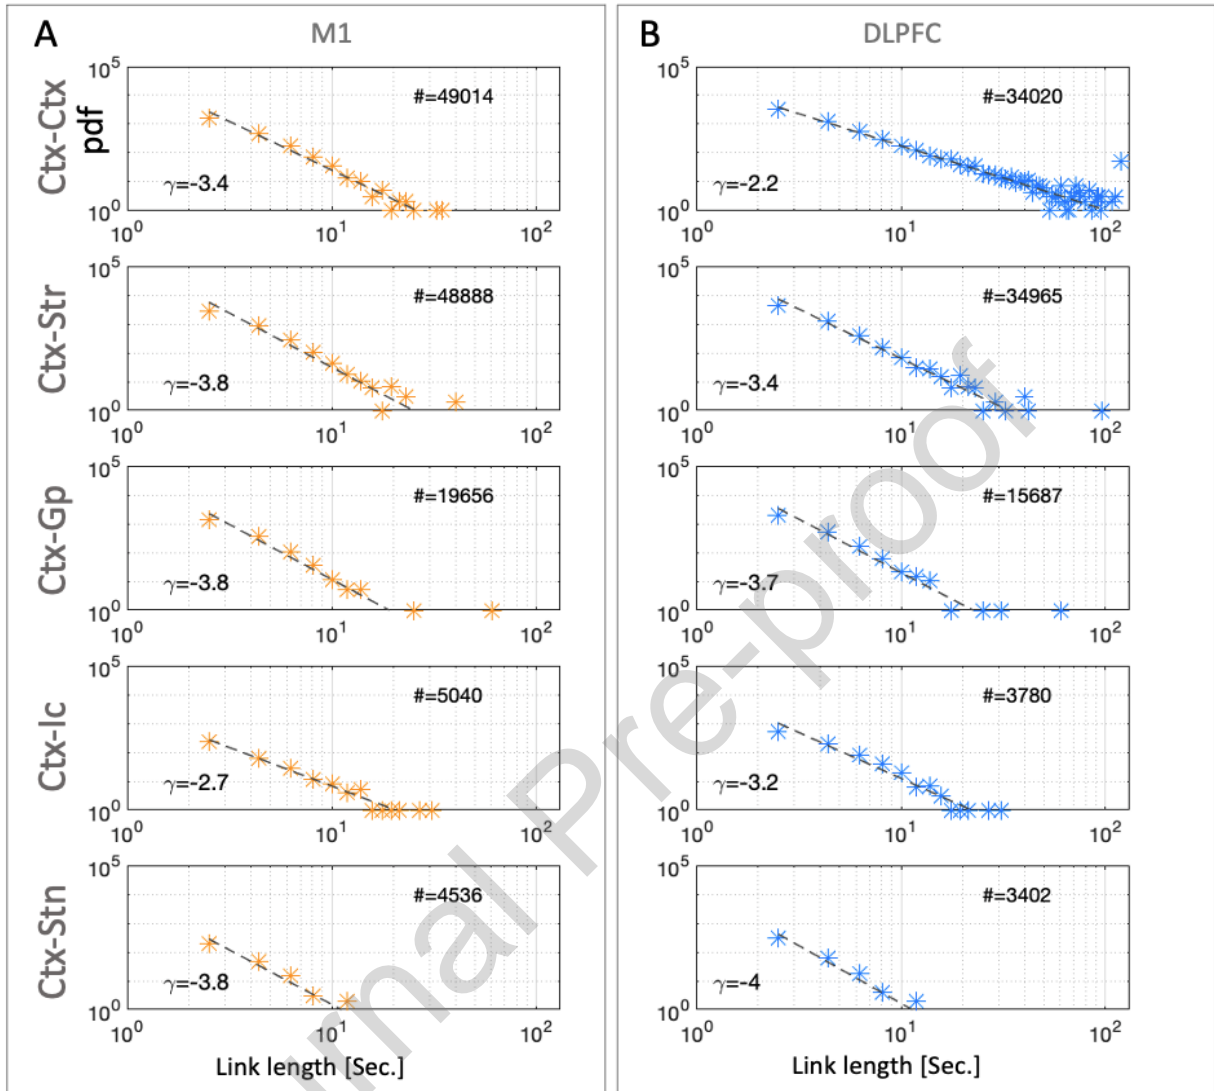 A
M1
Ctx-Ctx
pdf
10^5
#=49014
γ=-3.4
10^0
10^0 10^1 10^2
Ctx-Str
10^5
#=48888
γ=-3.8
10^0
10^0 10^1 10^2
Ctx-Gp
10^5
#=19656
γ=-3.8
10^0
10^0 10^1 10^2
Ctx-Ic
10^5
#=5040
γ=-2.7
10^0
10^0 10^1 10^2
Ctx-Stn
10^5
#=4536
γ=-3.8
10^0
10^0 10^1 10^2
Link length [Sec.]
B
DLPFC
10^5
#=34020
γ=-2.2
10^0
10^0 10^1 10^2
10^5
#=34965
γ=-3.4
10^0
10^0 10^1 10^2
10^5
#=15687
γ=-3.7
10^0
10^0 10^1 10^2
10^5
#=3780
γ=-3.2
10^0
10^0 10^1 10^2
10^5
#=3402
γ=-4
10^0
10^0 10^1 10^2
Link length [Sec.]
urnal Pre-proof